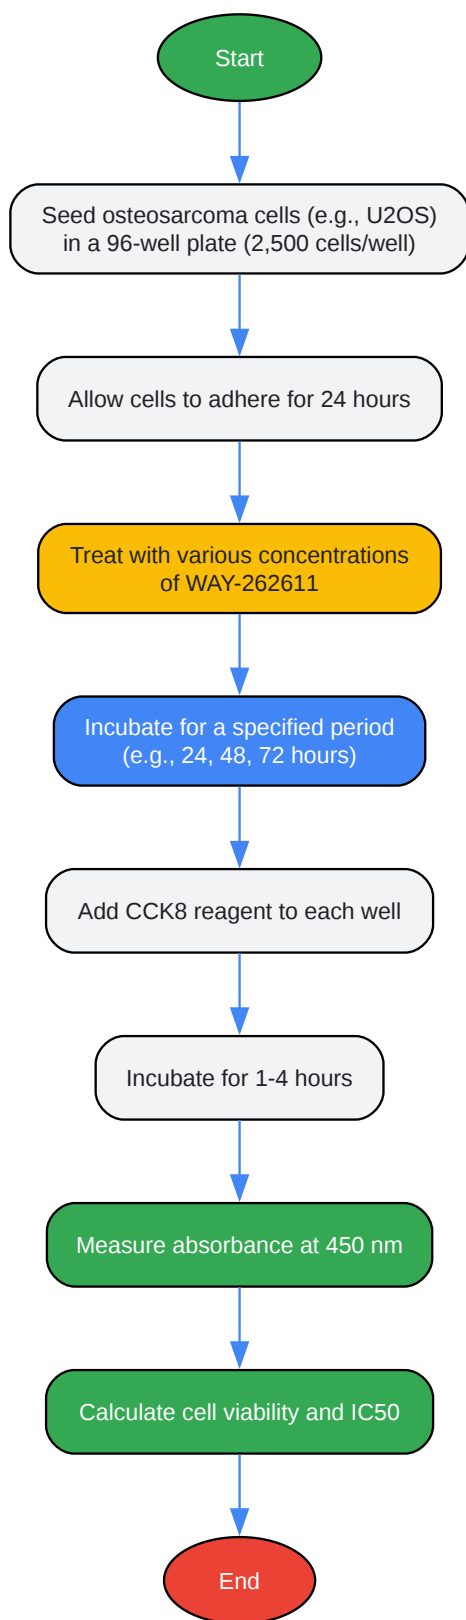 Start
Seed osteosarcoma cells (e.g., U2OS)
in a 96-well plate (2,500 cells/well)
Allow cells to adhere for 24 hours
Treat with various concentrations
of WAY-262611
Incubate for a specified period
(e.g., 24, 48, 72 hours)
Add CCK8 reagent to each well
Incubate for 1-4 hours
Measure absorbance at 450 nm
Calculate cell viability and IC50
End